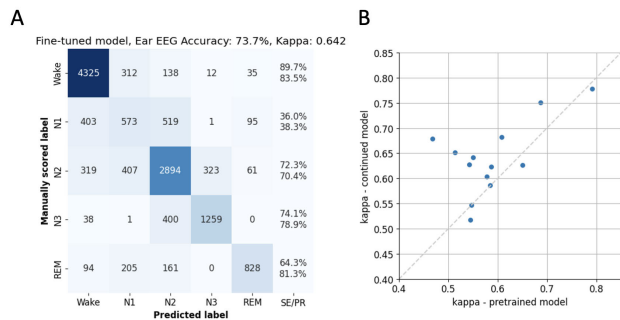 A
Fine-tuned model, Ear EEG Accuracy: 73.7%, Kappa: 0.642
Manually scored label
Wake 4325 312 138 12 35 89.7% 83.5%
N1 403 573 519 1 95 36.0% 38.3%
N2 319 407 2894 323 61 72.3% 70.4%
N3 38 1 400 1259 0 74.1% 78.9%
REM 94 205 161 0 828 64.3% 81.3%
Wake N1 N2 N3 REM SE/PR
Predicted label
B
kappa - continued model
0.85
0.80
0.75
0.70
0.65
0.60
0.55
0.50
0.45
0.40
0.4 0.5 0.6 0.7 0.8
kappa - pretrained model